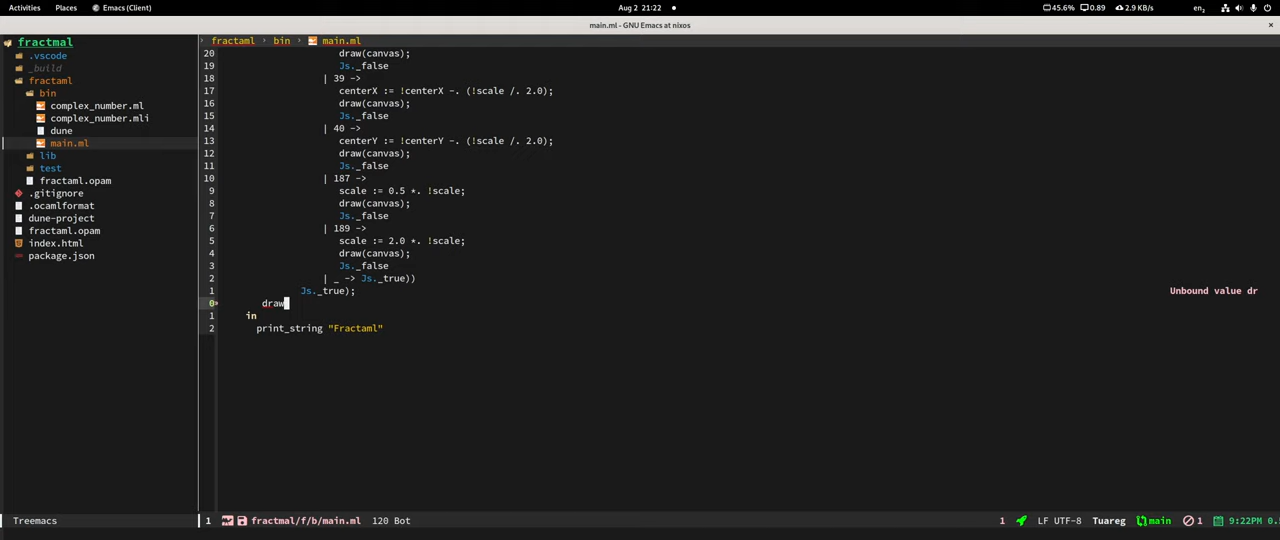 Activities Places Emacs (Client) Aug 2 21:22 45.6% 0.89 2.9 KB/s en₂
main.ml - GNU Emacs at nixos
fractmal
.vscode
_build
fractaml
bin
complex_number.ml
complex_number.mli
dune
main.ml
lib
test
fractaml.opam
.gitignore
.ocamlformat
dune-project
fractaml.opam
index.html
package.json
› fractaml › bin › main.ml
20 draw(canvas);
19 Js._false
18 | 39 ->
17 centerX := !centerX -. (!scale /. 2.0);
16 draw(canvas);
15 Js._false
14 | 40 ->
13 centerY := !centerY -. (!scale /. 2.0);
12 draw(canvas);
11 Js._false
10 | 187 ->
9 scale := 0.5 *. !scale;
8 draw(canvas);
7 Js._false
6 | 189 ->
5 scale := 2.0 *. !scale;
4 draw(canvas);
3 Js._false
2 | _ -> Js._true))
1 Js._true); Unbound value dr
0 draw
1 in
2 print_string "Fractaml"
Treemacs 1 fractmal/f/b/main.ml 120 Bot 1 LF UTF-8 Tuareg main 1 9:22PM 0.